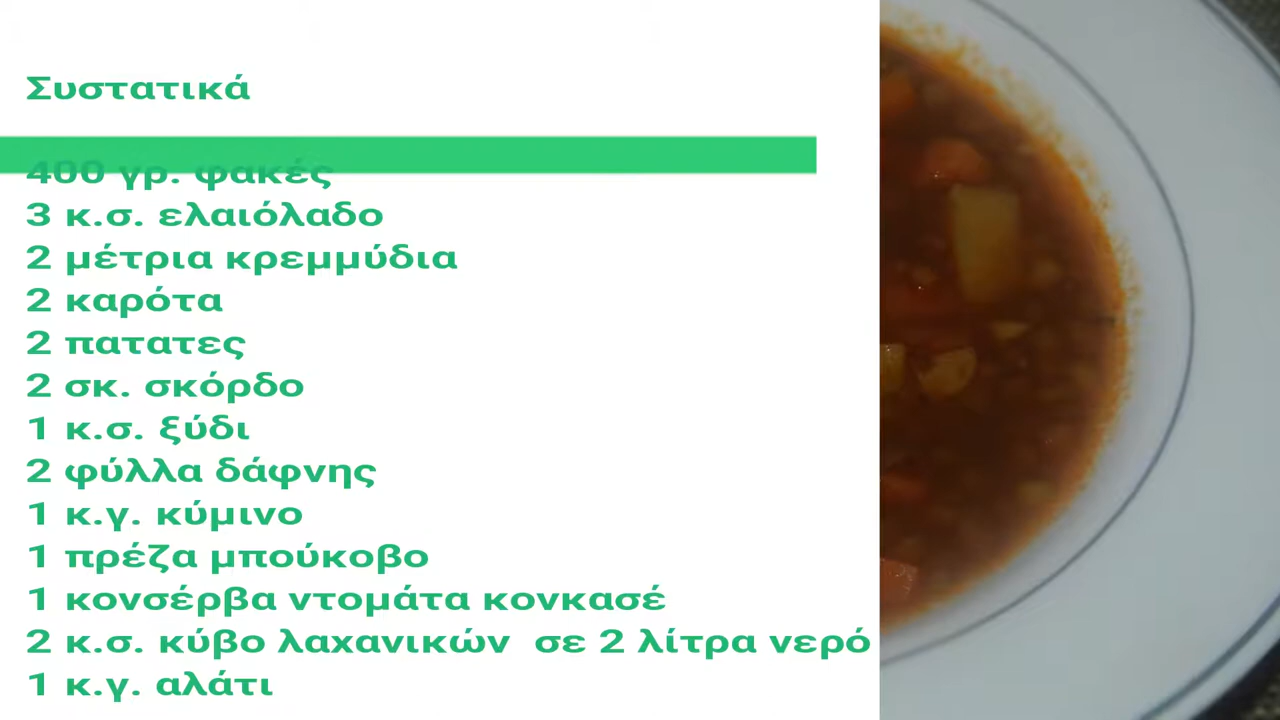 Συστατικά
400 γρ. φακές
3 κ.σ. ελαιόλαδο
2 μέτρια κρεμμύδια
2 καρότα
2 πατατες
2 σκ. σκόρδο
1 κ.σ. ξύδι
2 φύλλα δάφνης
1 κ.γ. κύμινο
1 πρέζα μπούκοβο
1 κονσέρβα ντομάτα κονκασέ
2 κ.σ. κύβο λαχανικών σε 2 λίτρα νερό
1 κ.γ. αλάτι